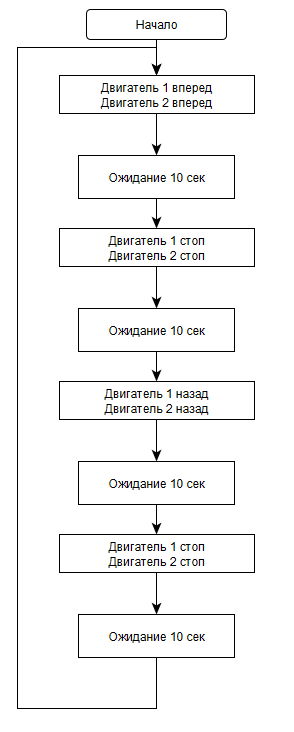 Начало
Двигатель 1 вперед
Двигатель 2 вперед
Ожидание 10 сек
Двигатель 1 стоп
Двигатель 2 стоп
Ожидание 10 сек
Двигатель 1 назад
Двигатель 2 назад
Ожидание 10 сек
Двигатель 1 стоп
Двигатель 2 стоп
Ожидание 10 сек